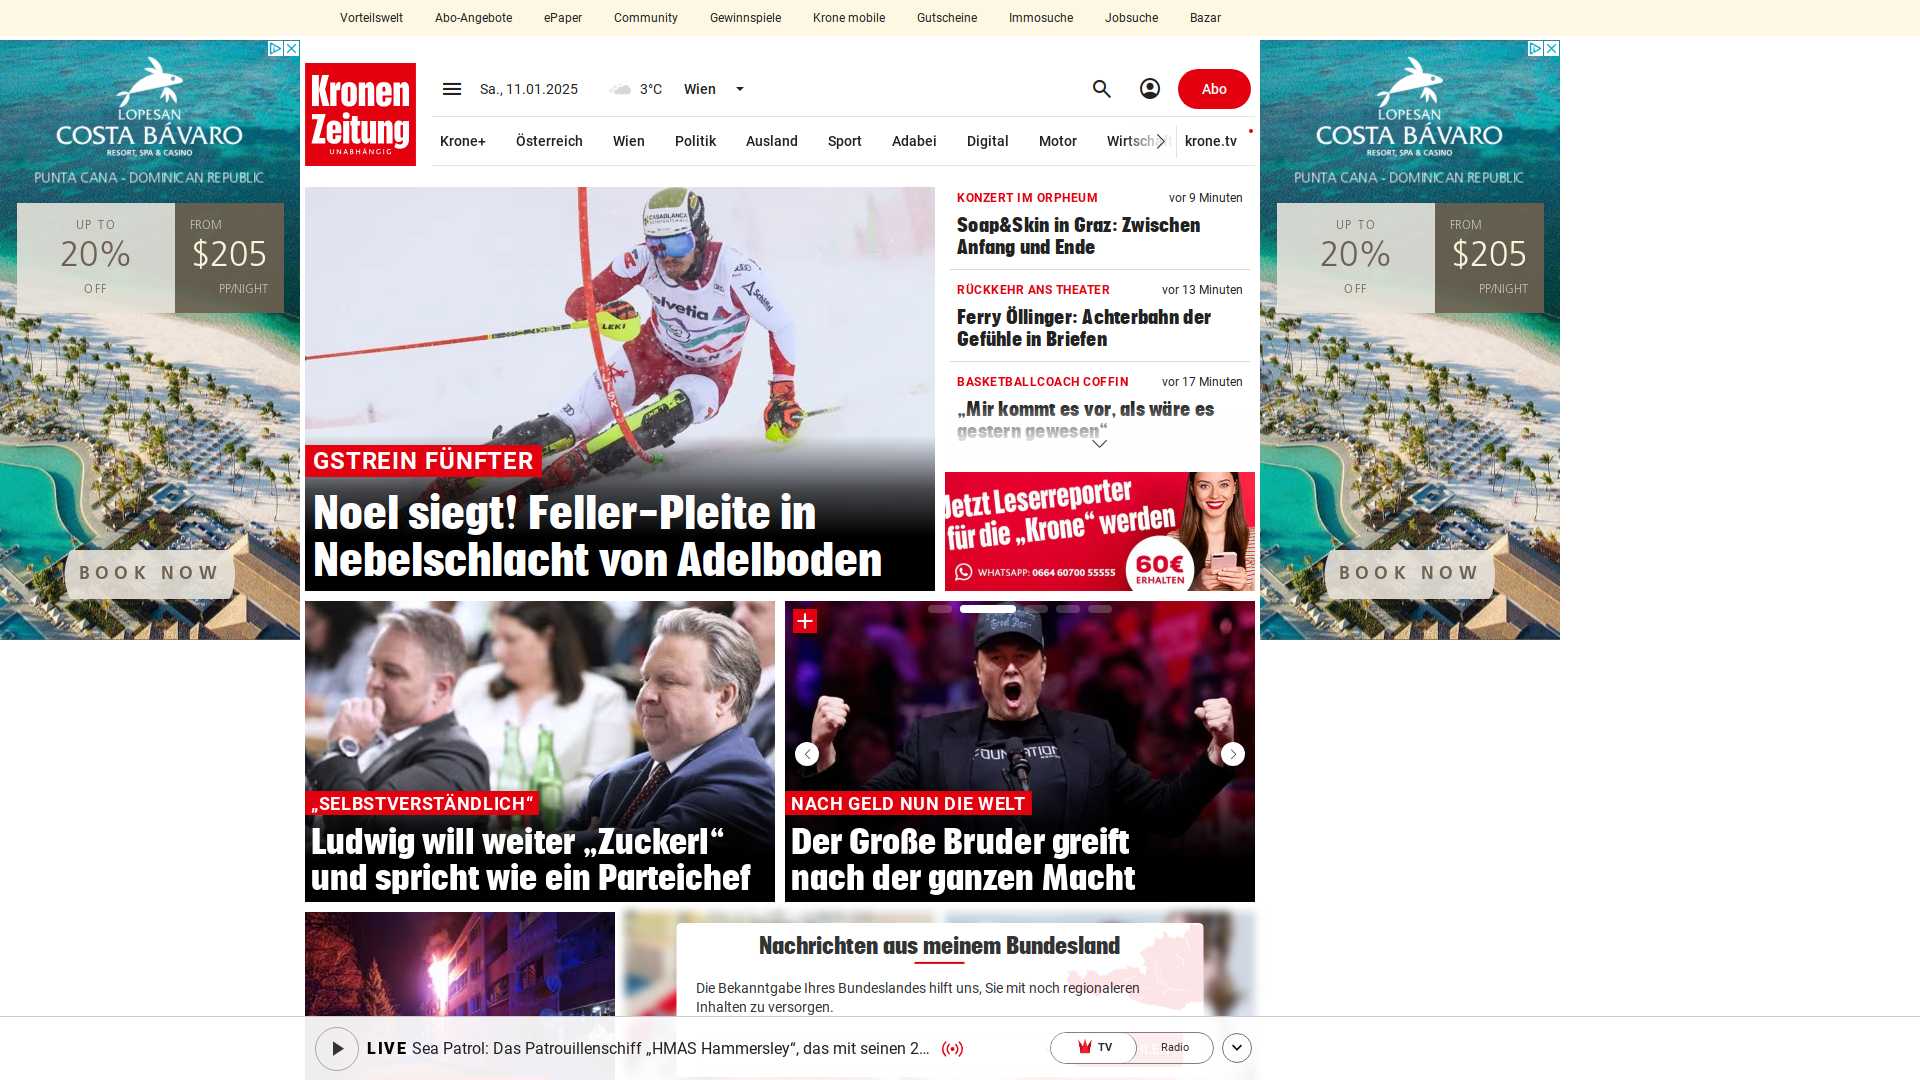 Vorteilswelt
Abo-Angebote
ePaper
Community
Gewinnspiele
Krone mobile
Gutscheine
Immosuche
Jobsuche
Bazar
LOPESAN
COSTA BÁVARO
RESORT, SPA & CASINO
PUNTA CANA - DOMINICAN REPUBLIC
UP TO
20%
OFF
FROM
$205
PP/NIGHT
BOOK NOW
Kronen
Zeitung
UNABHÄNGIG
Sa., 11.01.2025
3°C
Wien
Abo
Krone+
Österreich
Wien
Politik
Ausland
Sport
Adabei
Digital
Motor
Wirtsch
krone.tv
CASABLANCA
LEKI
helvetia
GSTREIN FÜNFTER
Noel siegt! Feller-Pleite in
Nebelschlacht von Adelboden
KONZERT IM ORPHEUM
vor 9 Minuten
Soap&Skin in Graz: Zwischen
Anfang und Ende
RÜCKKEHR ANS THEATER
vor 13 Minuten
Ferry Öllinger: Achterbahn der
Gefühle in Briefen
BASKETBALLCOACH COFFIN
vor 17 Minuten
„Mir kommt es vor, als wäre es
gestern gewesen“
Jetzt Leserreporter
für die „Krone“ werden
WHATSAPP: 0664 60700 55555
60€
ERHALTEN
„SELBSTVERSTÄNDLICH“
Ludwig will weiter „Zuckerl“
und spricht wie ein Parteichef
NACH GELD NUN DIE WELT
Der Große Bruder greift
nach der ganzen Macht
LOPESAN
COSTA BÁVARO
RESORT, SPA & CASINO
PUNTA CANA - DOMINICAN REPUBLIC
UP TO
20%
OFF
FROM
$205
PP/NIGHT
BOOK NOW
Nachrichten aus meinem Bundesland
Die Bekanntgabe Ihres Bundeslandes hilft uns, Sie mit noch regionaleren
Inhalten zu versorgen.
LIVE Sea Patrol: Das Patrouillenschiff „HMAS Hammersley“, das mit seinen 2...
TV
Radio